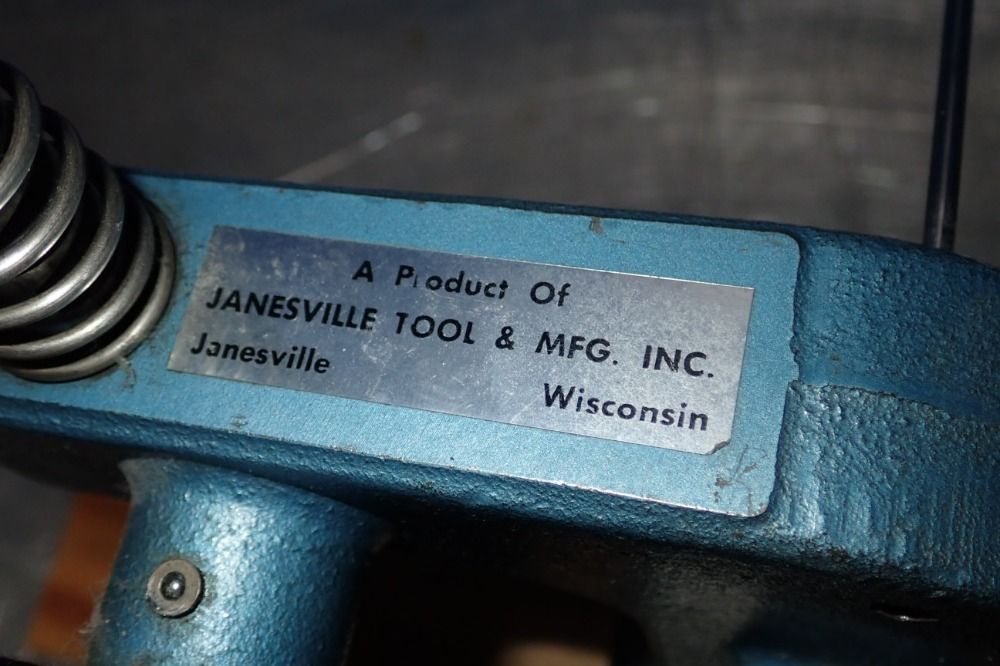 A Product Of
JANESVILLE TOOL & MFG. INC.
Janesville
Wisconsin